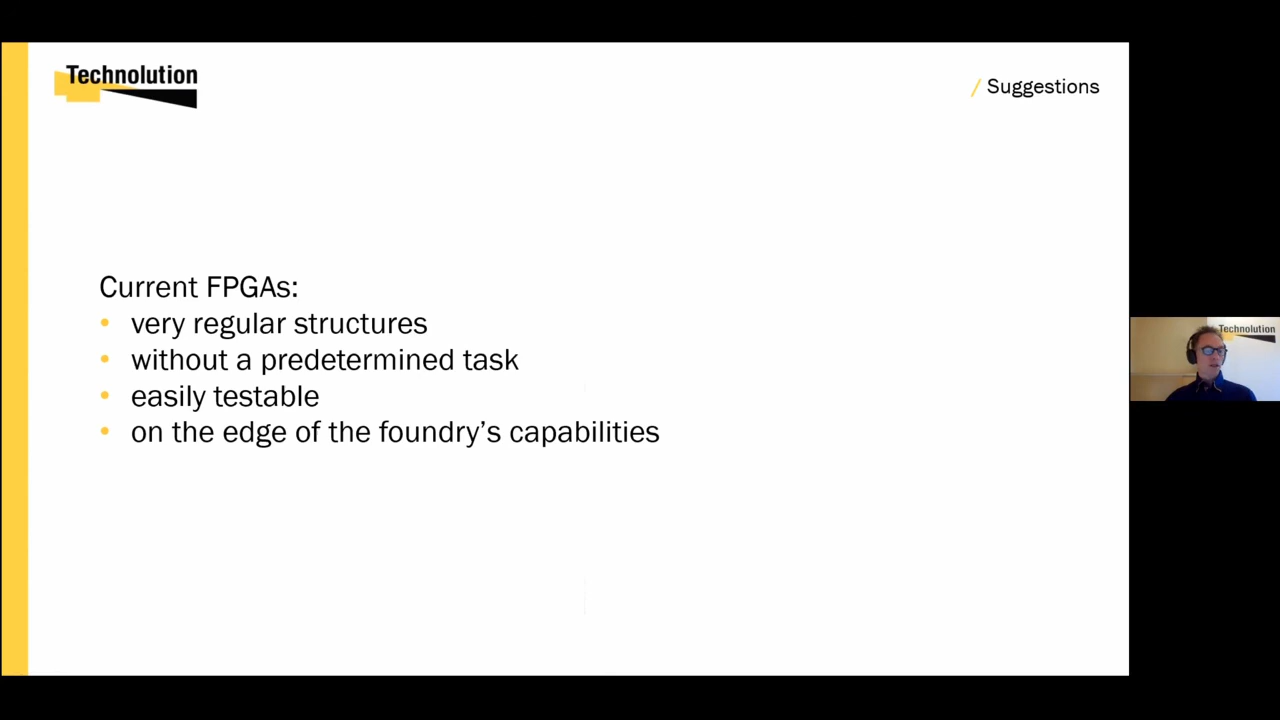 Technolution
/ Suggestions
Current FPGAs:
• very regular structures
• without a predetermined task
• easily testable
• on the edge of the foundry’s capabilities
Technolution